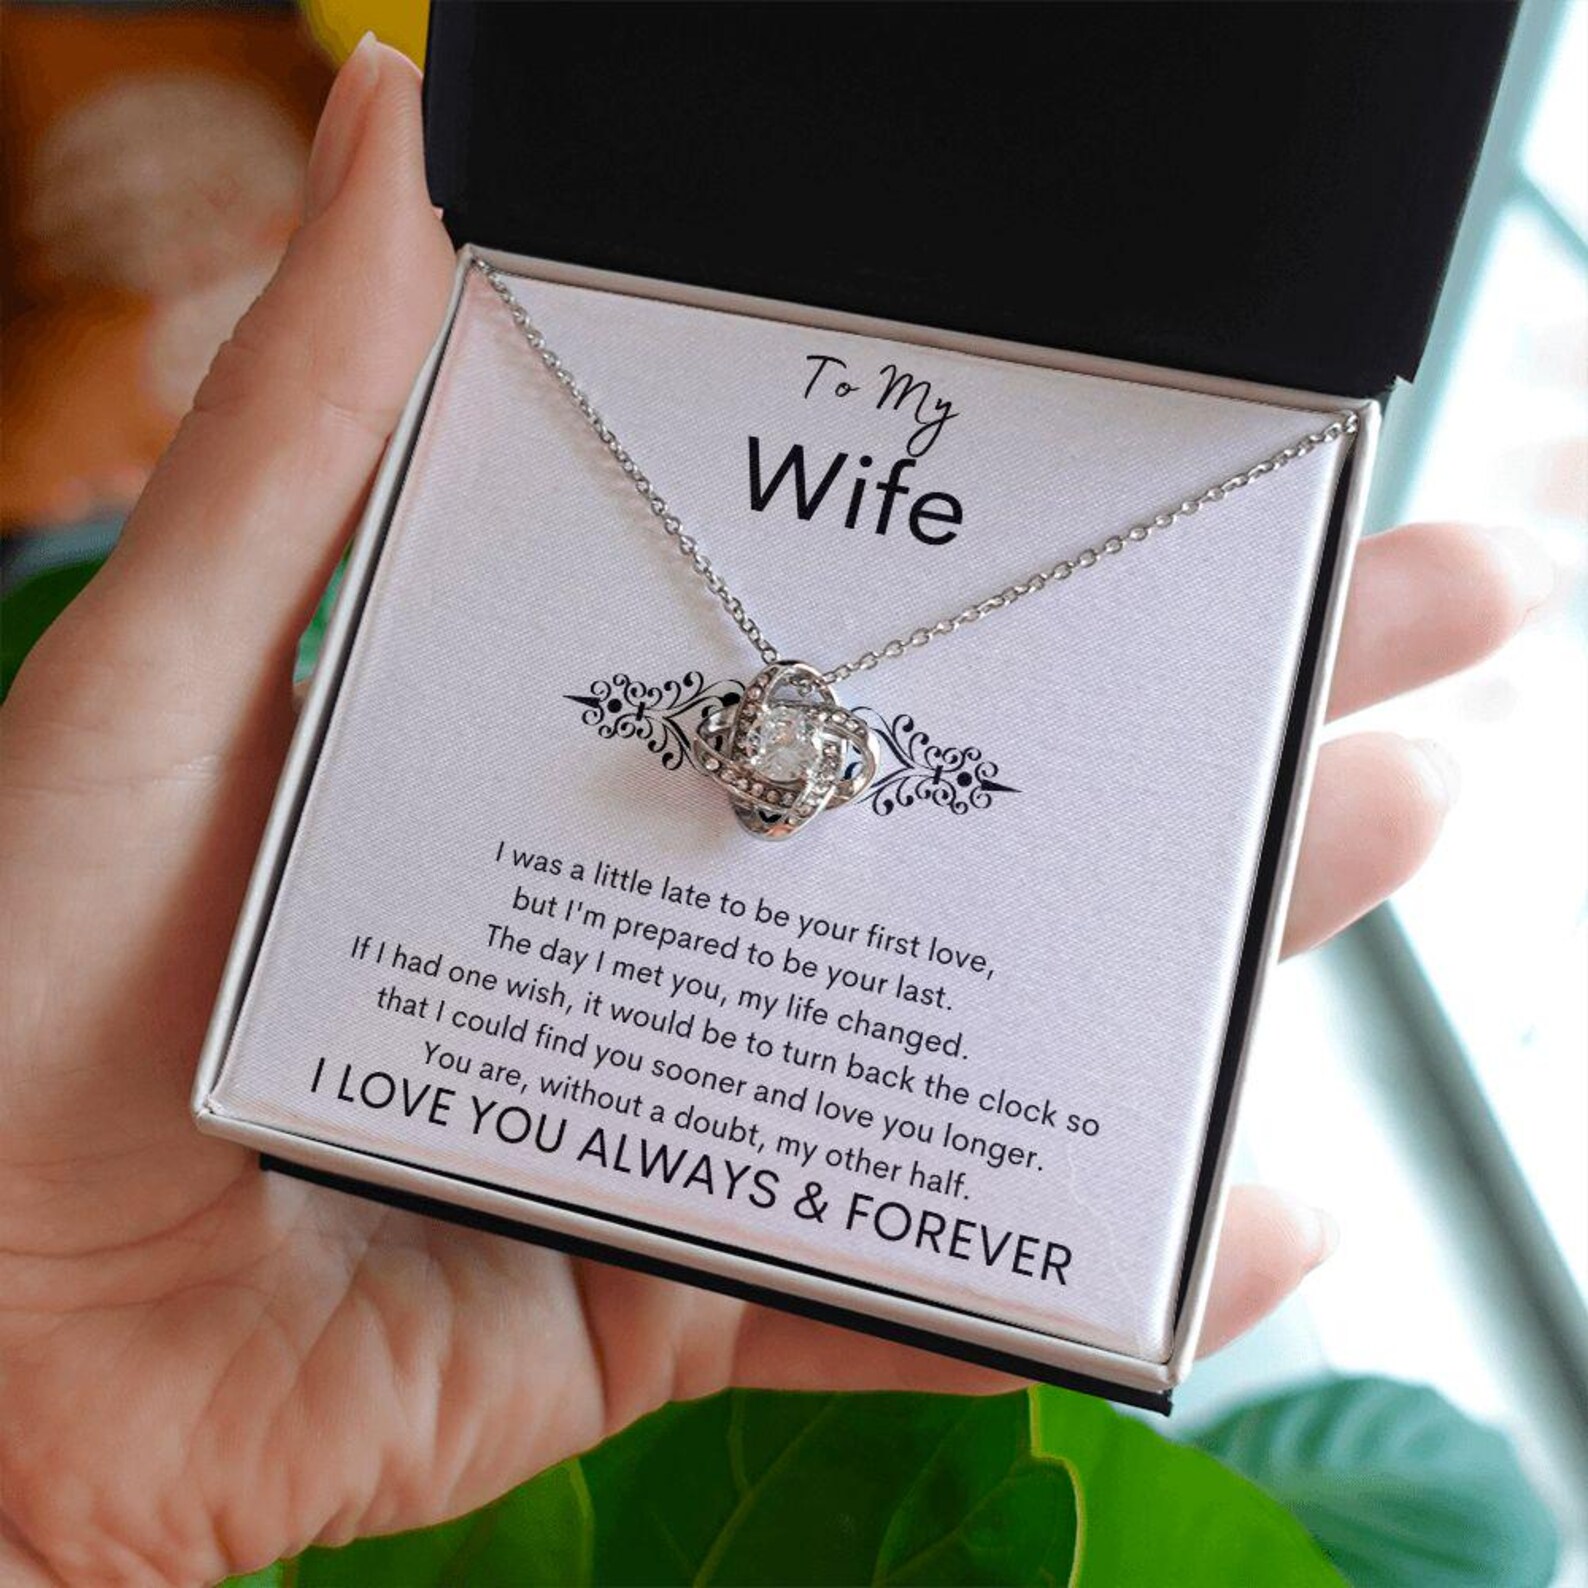 To My
Wife
I was a little late to be your first love,
but I'm prepared to be your last.
The day I met you, my life changed.
If I had one wish, it would be to turn back the clock so
that I could find you sooner and love you longer.
You are, without a doubt, my other half.
I LOVE YOU ALWAYS & FOREVER